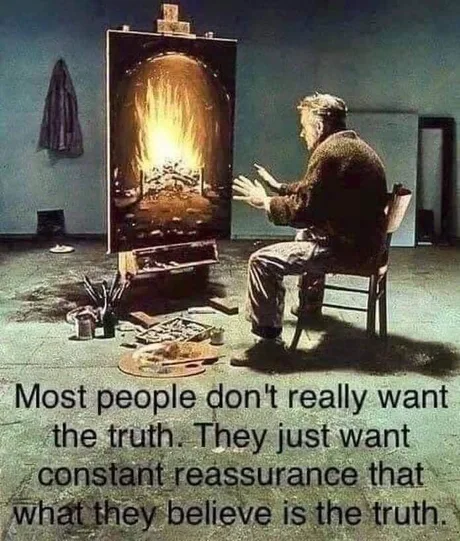 Most people don't really want
the truth. They just want
constant reassurance that
what they believe is the truth.